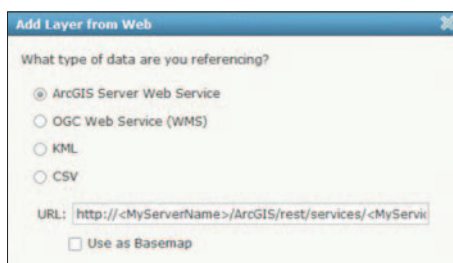 Add Layer from Web
What type of data are you referencing?
ArcGIS Server Web Service
OGC Web Service (WMS)
KML
CSV
URL: http://<MyServerName>/ArcGIS/rest/services/<MyServic
Use as Basemap